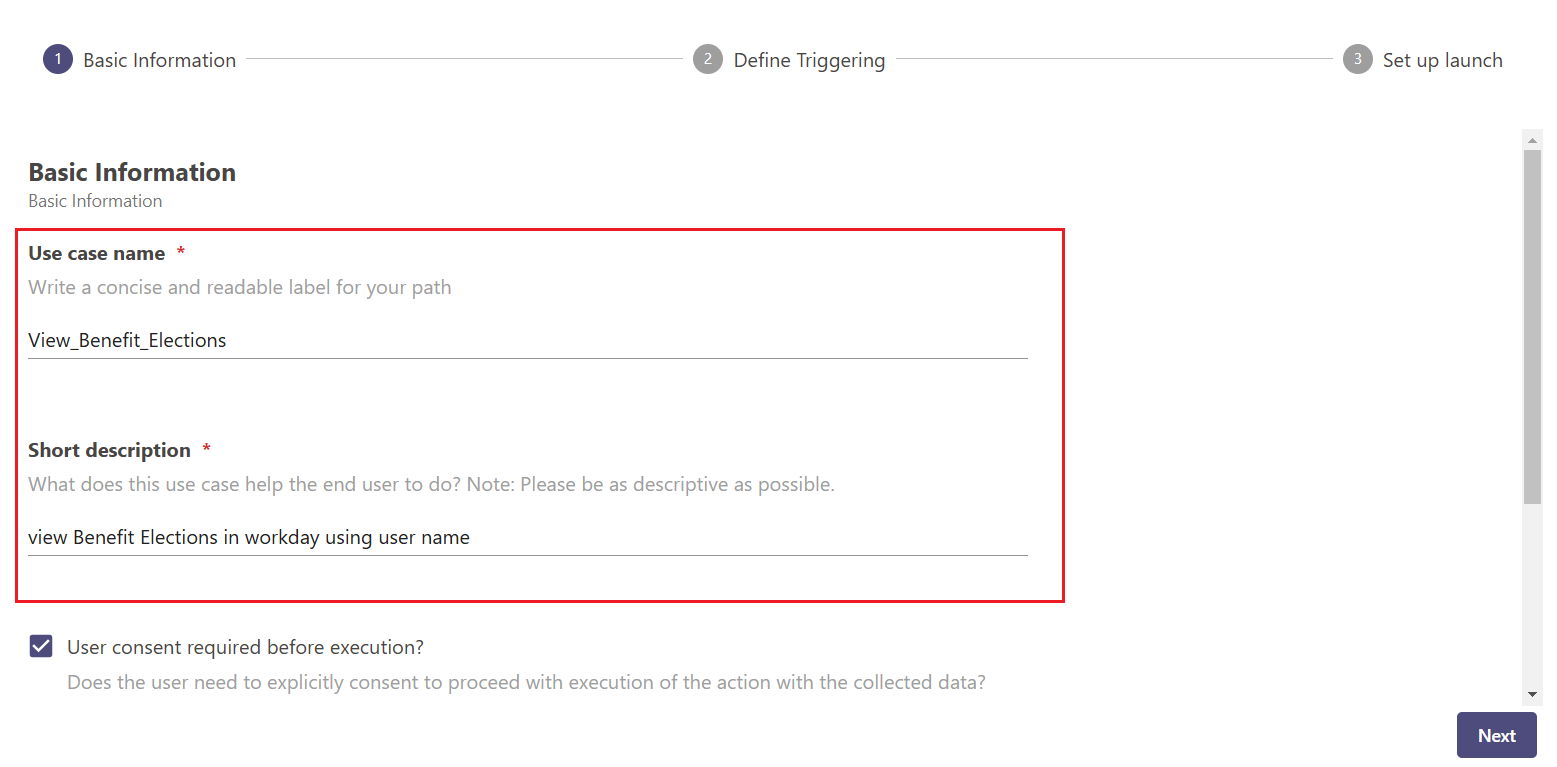 1 Basic Information 2 Define Triggering 3 Set up launch
Basic Information
Basic Information
Use case name *
Write a concise and readable label for your path
View_Benefit_Elections
Short description *
What does this use case help the end user to do? Note: Please be as descriptive as possible.
view Benefit Elections in workday using user name
User consent required before execution?
Does the user need to explicitly consent to proceed with execution of the action with the collected data?
Next